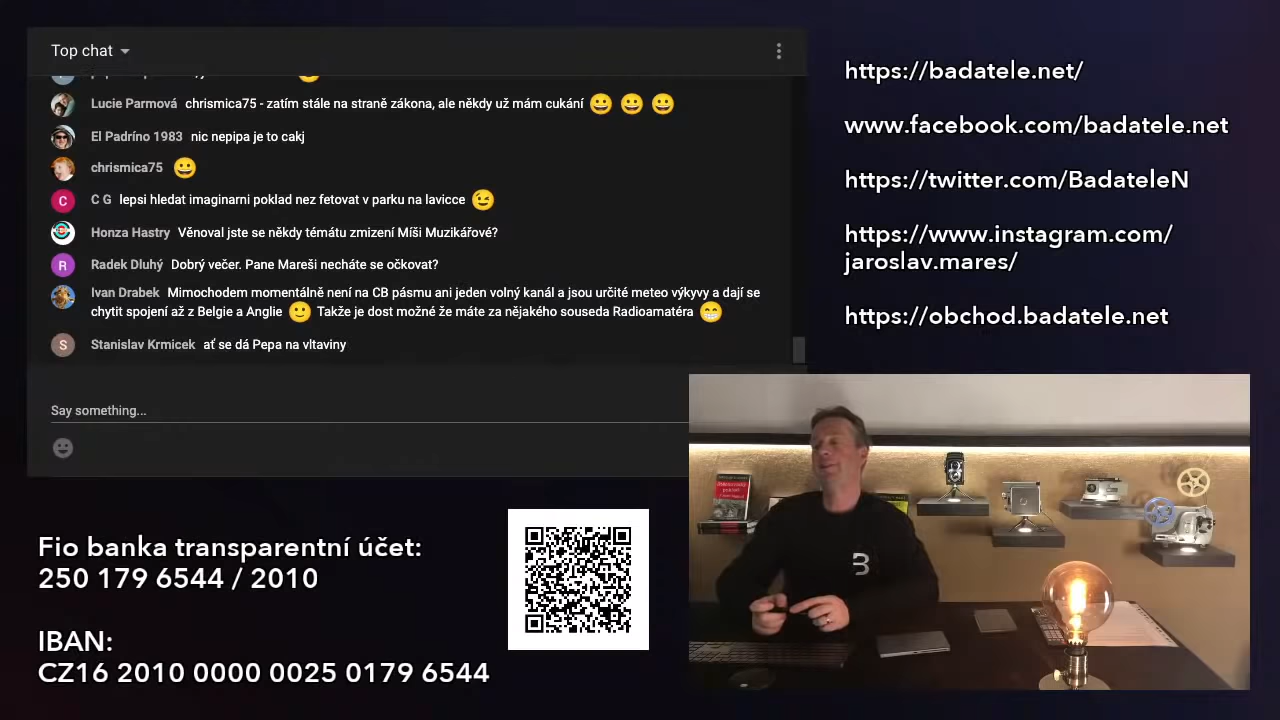 Top chat
Lucie Parmová chrismica75 - zatím stále na straně zákona, ale někdy už mám cukání 😀 😀 😀
El Padríno 1983 nic nepipa je to cakj
chrismica75 😀
C G lepsi hledat imaginarni poklad nez fetovat v parku na lavicce 😉
Honza Hastry Věnoval jste se někdy tématu zmizení Míši Muzikářové?
R
Radek Dluhý Dobrý večer. Pane Mareši necháte se očkovat?
Ivan Drabek Mimochodem momentálně není na CB pásmu ani jeden volný kanál a jsou určité meteo výkyvy a dají se
chytit spojení až z Belgie a Anglie 🙂 Takže je dost možné že máte za nějakého souseda Radioamatéra 😁
S
Stanislav Krmicek ať se dá Pepa na vltaviny
Say something...
https://badatele.net/
www.facebook.com/badatele.net
https://twitter.com/BadateleN
https://www.instagram.com/
jaroslav.mares/
https://obchod.badatele.net
Fio banka transparentní účet:
250 179 6544 / 2010
IBAN:
CZ16 2010 0000 0025 0179 6544